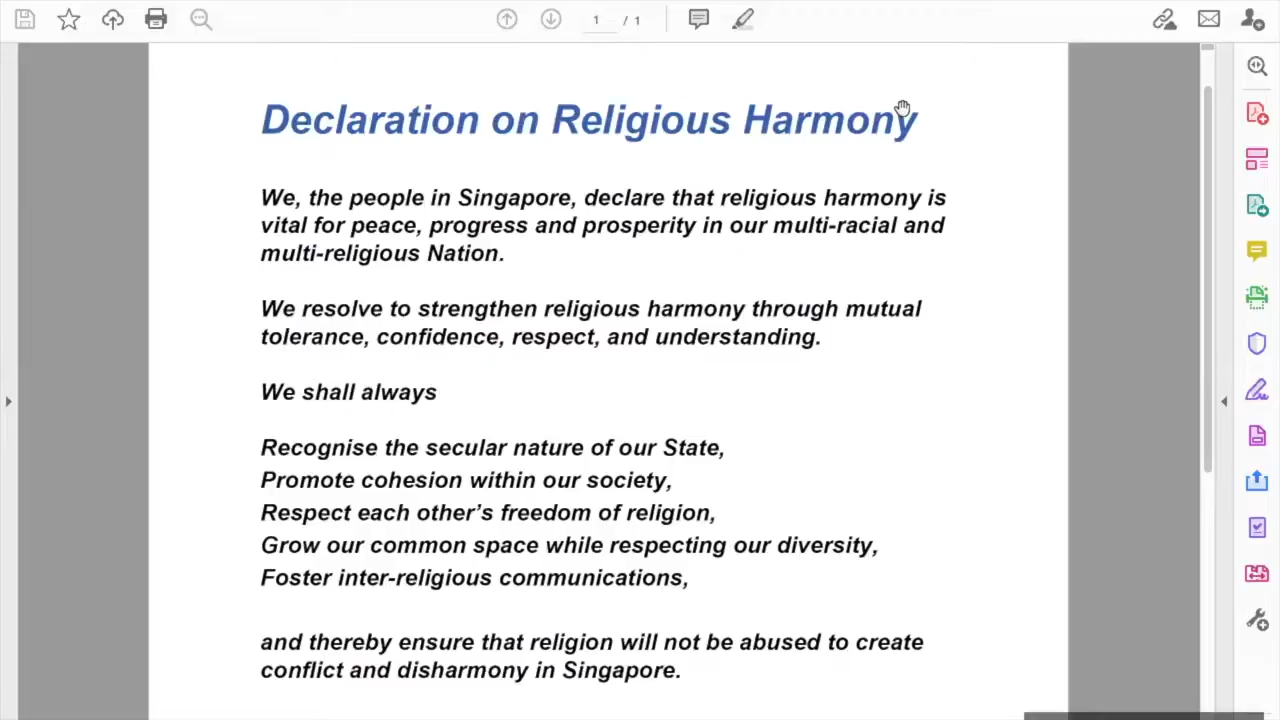 1 / 1
Declaration on Religious Harmony
We, the people in Singapore, declare that religious harmony is
vital for peace, progress and prosperity in our multi-racial and
multi-religious Nation.
We resolve to strengthen religious harmony through mutual
tolerance, confidence, respect, and understanding.
We shall always
Recognise the secular nature of our State,
Promote cohesion within our society,
Respect each other’s freedom of religion,
Grow our common space while respecting our diversity,
Foster inter-religious communications,
and thereby ensure that religion will not be abused to create
conflict and disharmony in Singapore.